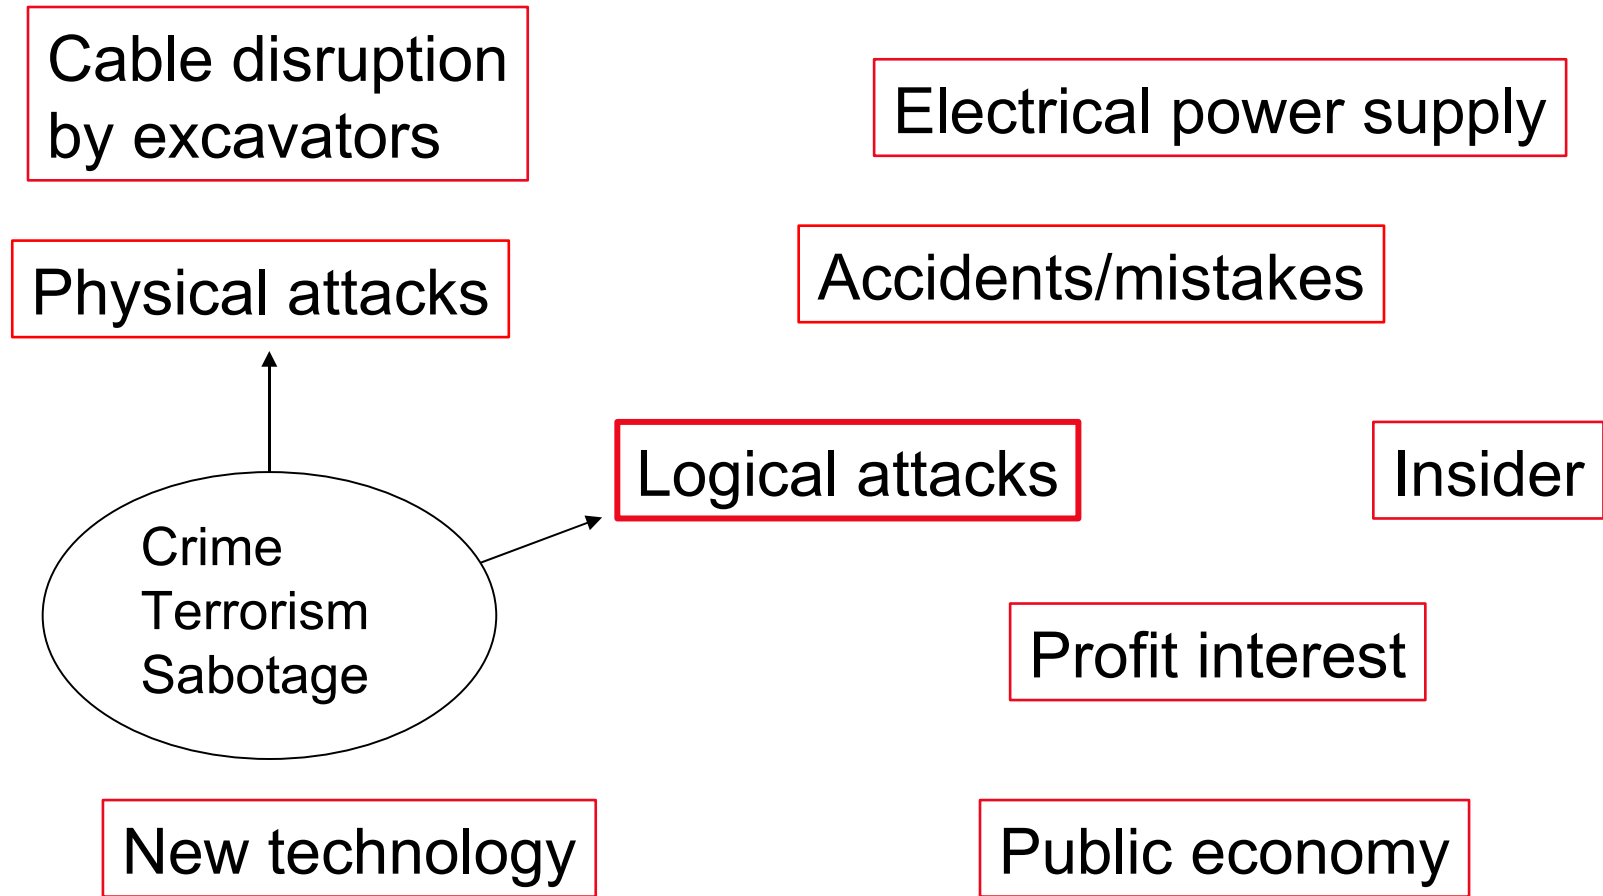 Cable disruption
by excavators
Electrical power supply
Physical attacks
Accidents/mistakes
Logical attacks
Insider
Crime
Terrorism
Sabotage
Profit interest
New technology
Public economy